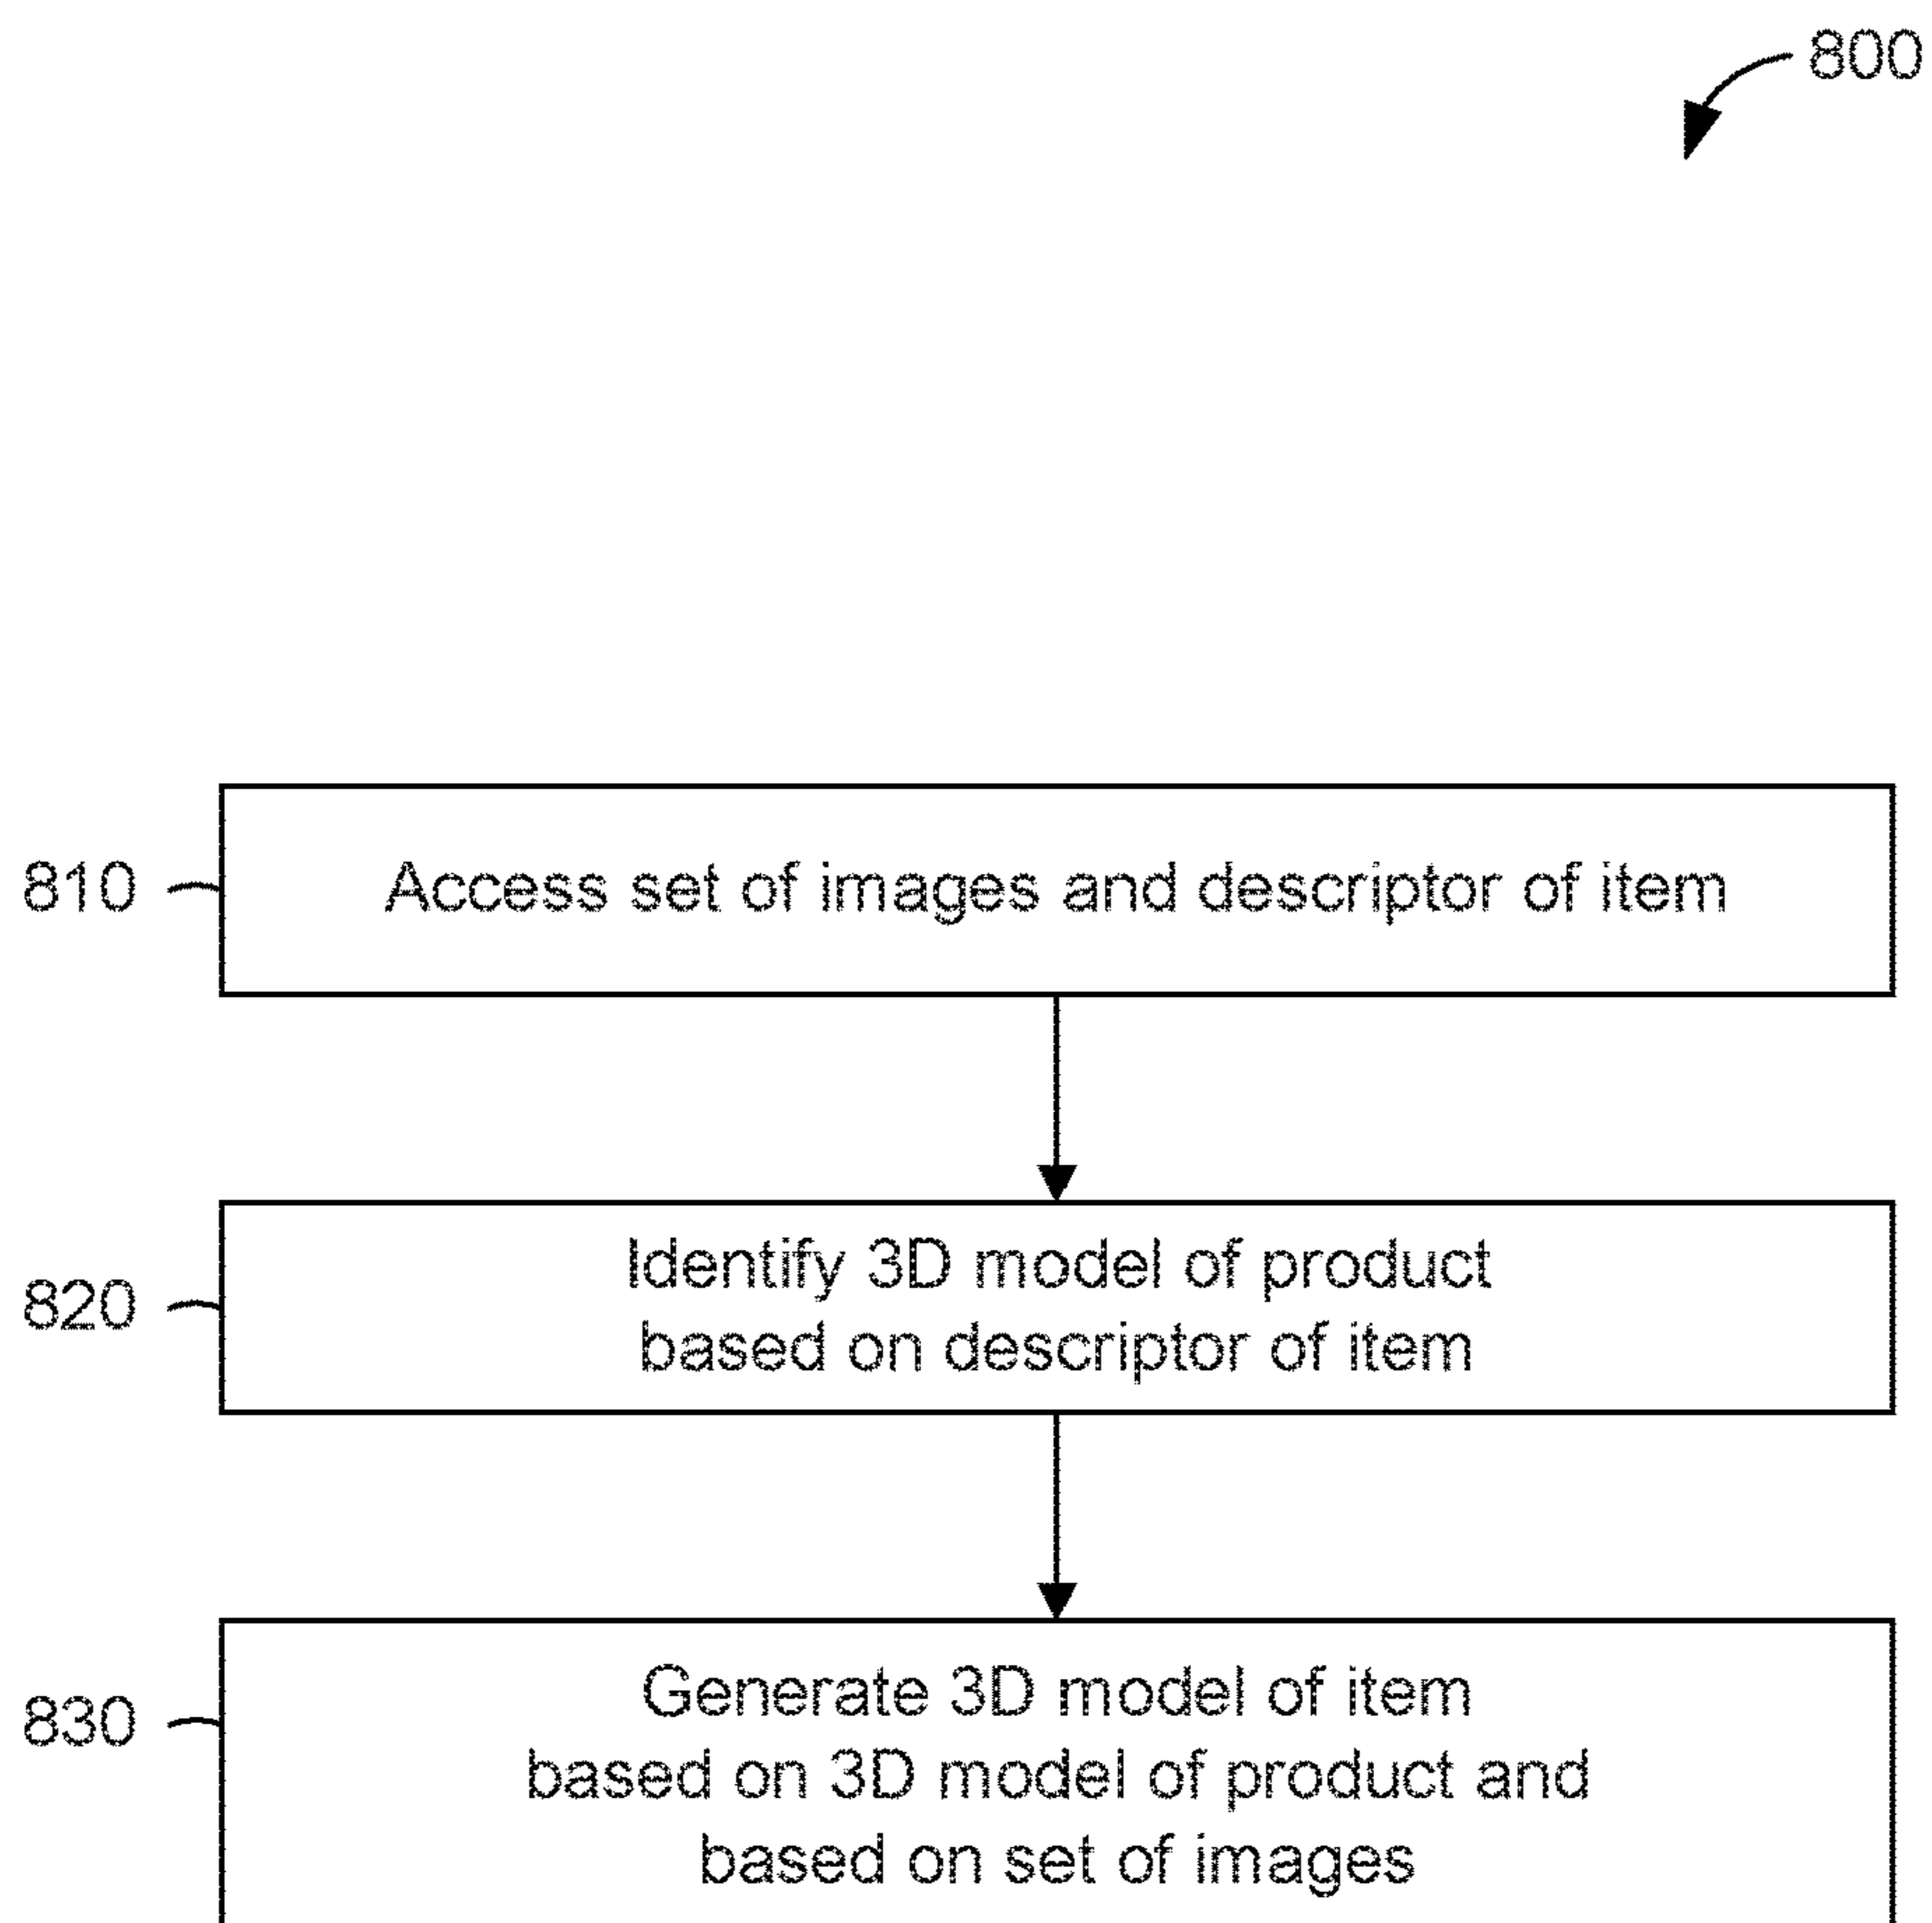 800
810
Access set of images and descriptor of item
820
Identify 3D model of product
based on descriptor of item
830
Generate 3D model of item
based on 3D model of product and
based on set of images